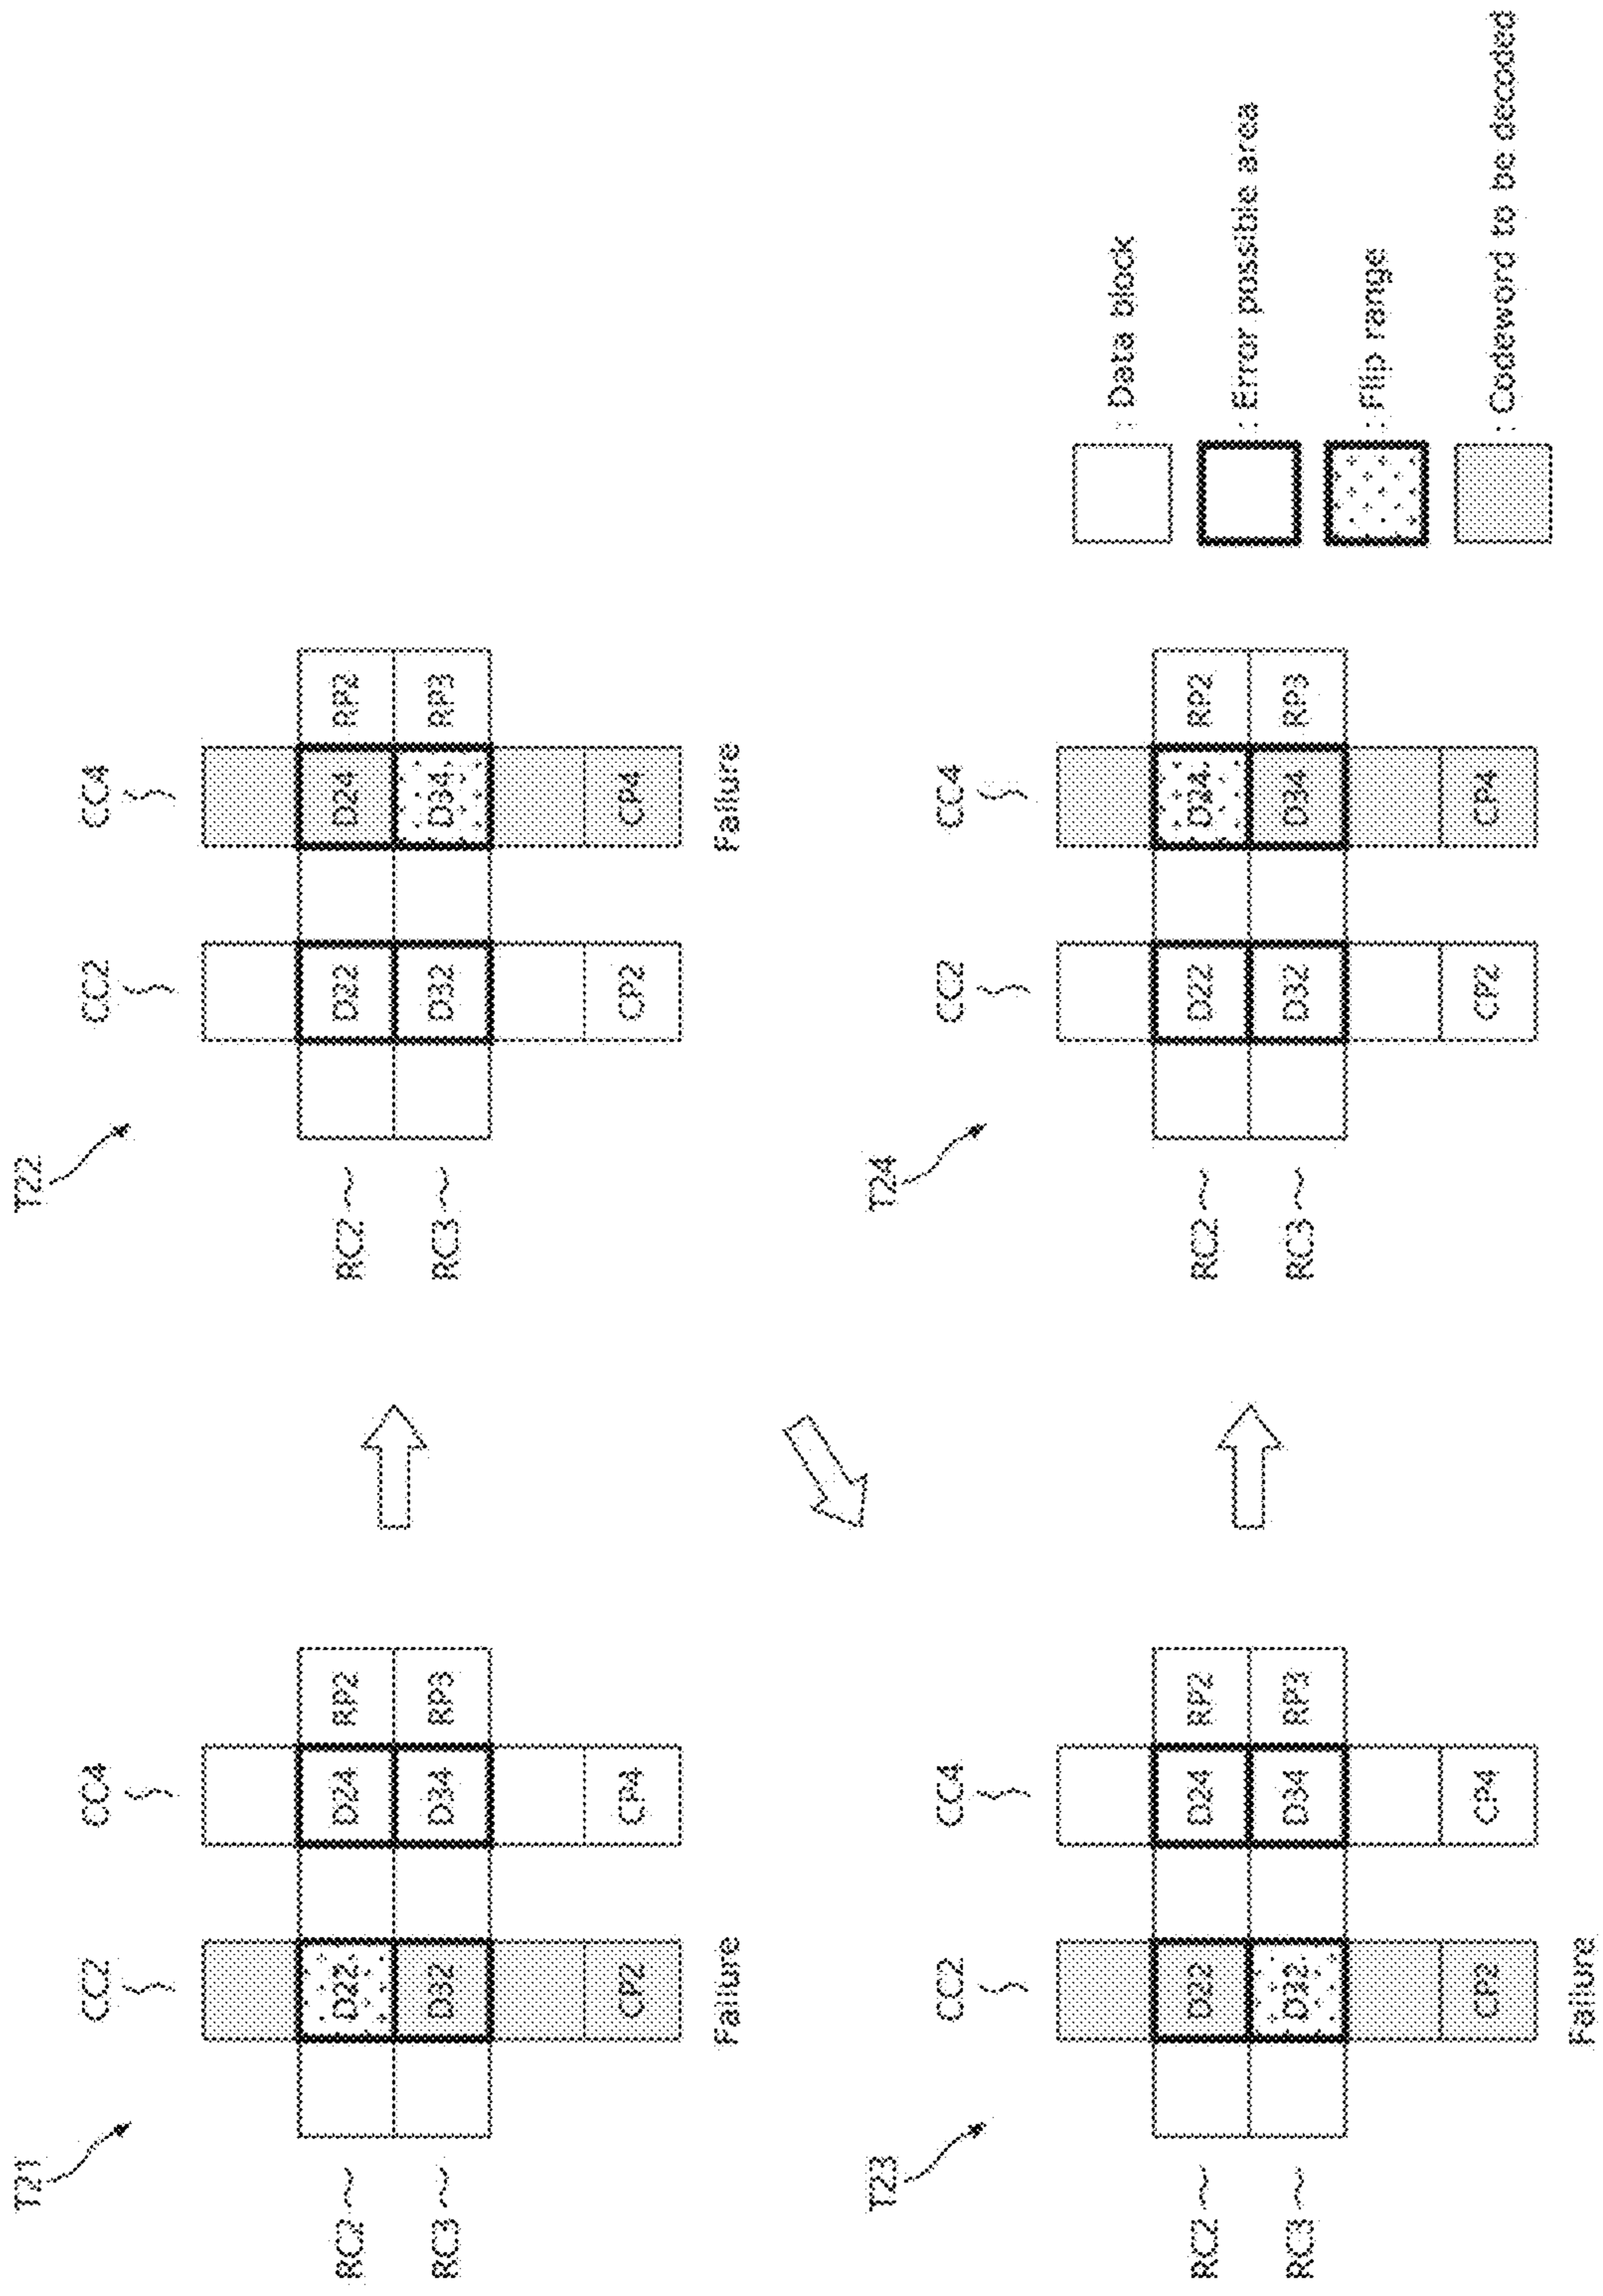 T21
CC2
CC4
RC2
D22
D24
RP2
RC3
D32
D34
RP3
CP2
CP4
Failure
T22
CC2
CC4
RC2
D22
D24
RP2
RC3
D32
D34
RP3
CP2
CP4
Failure
T23
CC2
CC4
RC2
D22
D24
RP2
RC3
D32
D34
RP3
CP2
CP4
Failure
T24
CC2
CC4
RC2
D22
D24
RP2
RC3
D32
D34
RP3
CP2
CP4
: Data block
: Error possible area
: Flip range
: Codeword to be decoded